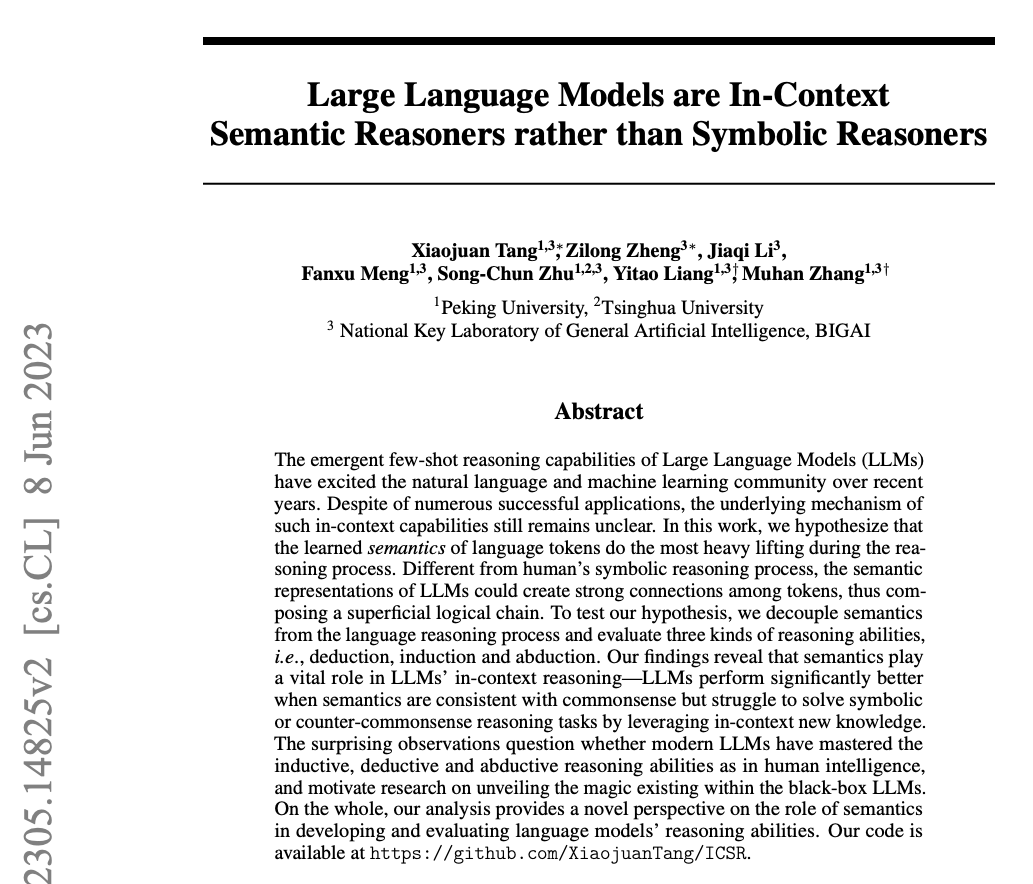 Large Language Models are In-Context
Semantic Reasoners rather than Symbolic Reasoners
Xiaojuan Tang1,3∗, Zilong Zheng3∗, Jiaqi Li3,
Fanxu Meng1,3, Song-Chun Zhu1,2,3, Yitao Liang1,3†, Muhan Zhang1,3†
1Peking University, 2Tsinghua University
3 National Key Laboratory of General Artificial Intelligence, BIGAI
Abstract
The emergent few-shot reasoning capabilities of Large Language Models (LLMs)
have excited the natural language and machine learning community over recent
years. Despite of numerous successful applications, the underlying mechanism of
such in-context capabilities still remains unclear. In this work, we hypothesize that
the learned semantics of language tokens do the most heavy lifting during the rea-
soning process. Different from human's symbolic reasoning process, the semantic
representations of LLMs could create strong connections among tokens, thus com-
posing a superficial logical chain. To test our hypothesis, we decouple semantics
from the language reasoning process and evaluate three kinds of reasoning abilities,
i.e., deduction, induction and abduction. Our findings reveal that semantics play
a vital role in LLMs' in-context reasoning—LLMs perform significantly better
when semantics are consistent with commonsense but struggle to solve symbolic
or counter-commonsense reasoning tasks by leveraging in-context new knowledge.
The surprising observations question whether modern LLMs have mastered the
inductive, deductive and abductive reasoning abilities as in human intelligence,
and motivate research on unveiling the magic existing within the black-box LLMs.
On the whole, our analysis provides a novel perspective on the role of semantics
in developing and evaluating language models' reasoning abilities. Our code is
available at https://github.com/XiaojuanTang/ICSR.
2305.14825v2 [cs.CL] 8 Jun 2023